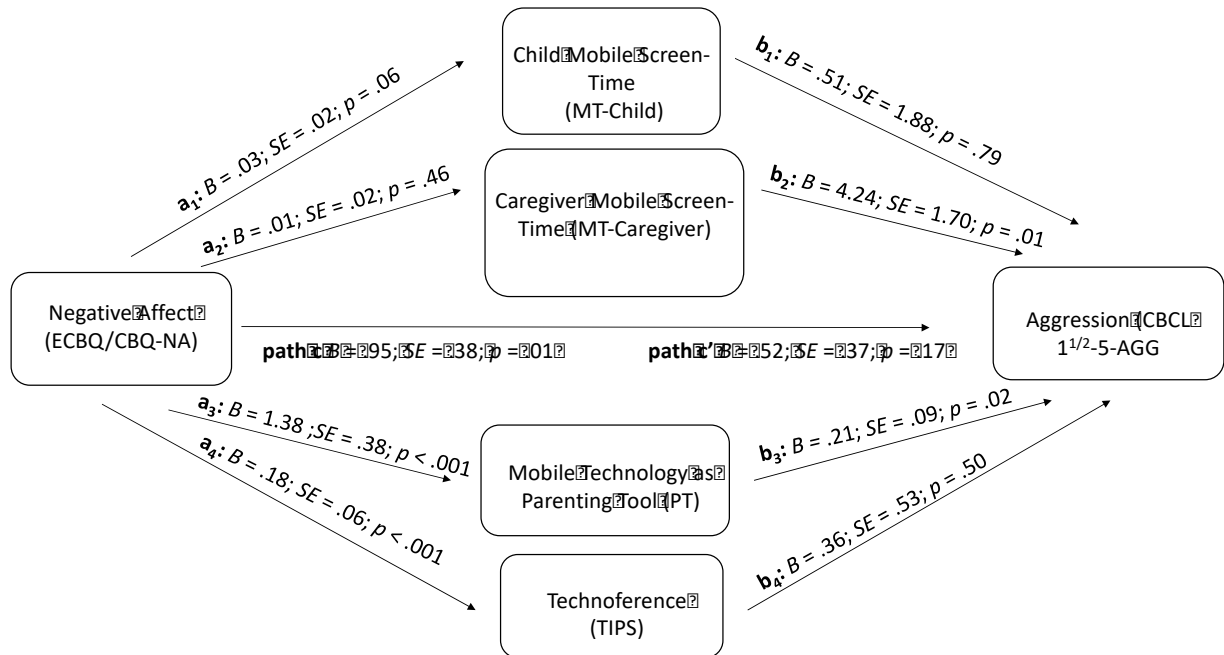 Child Mobile Screen-
Time
(MT-Child)
a₁: B = .03; SE = .02; p = .06
b₁: B = .51; SE = 1.88; p = .79
a₂: B = .01; SE = .02; p = .46
Caregiver Mobile Screen-
Time (MT-Caregiver)
b₂: B = 4.24; SE = 1.70; p = .01
Negative Affect
(ECBQ/CBQ-NA)
path c B = .95; SE = .38; p = .01
path c' B = .52; SE = .37; p = .17
Aggression (CBCL
1^1/2-5-AGG
a₃: B = 1.38 ;SE = .38; p < .001
Mobile Technology as
Parenting Tool (PT)
b₃: B = .21; SE = .09; p = .02
a₄: B = .18; SE = .06; p < .001
Technoference
(TIPS)
b₄: B = .36; SE = .53; p = .50